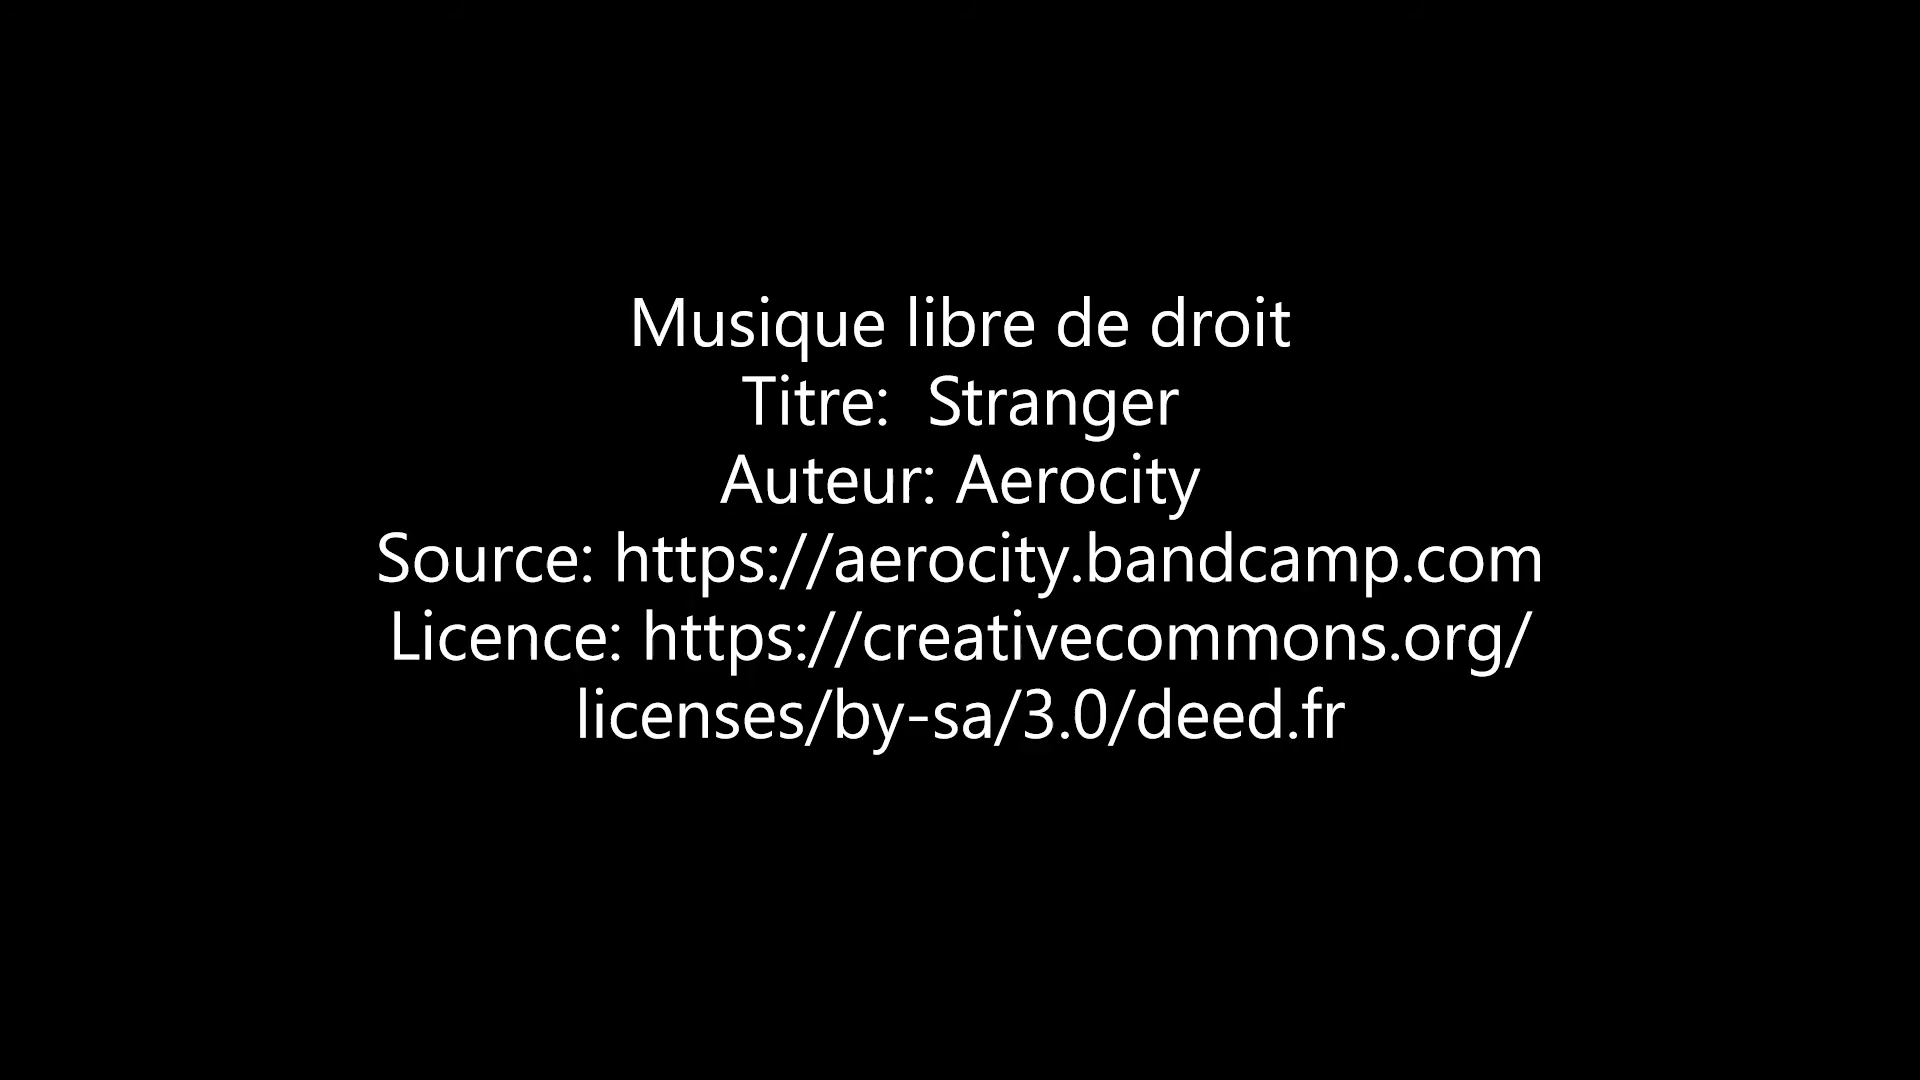 Musique libre de droit
Titre:  Stranger
Auteur: Aerocity
Source: https://aerocity.bandcamp.com
Licence: https://creativecommons.org/
licenses/by-sa/3.0/deed.fr